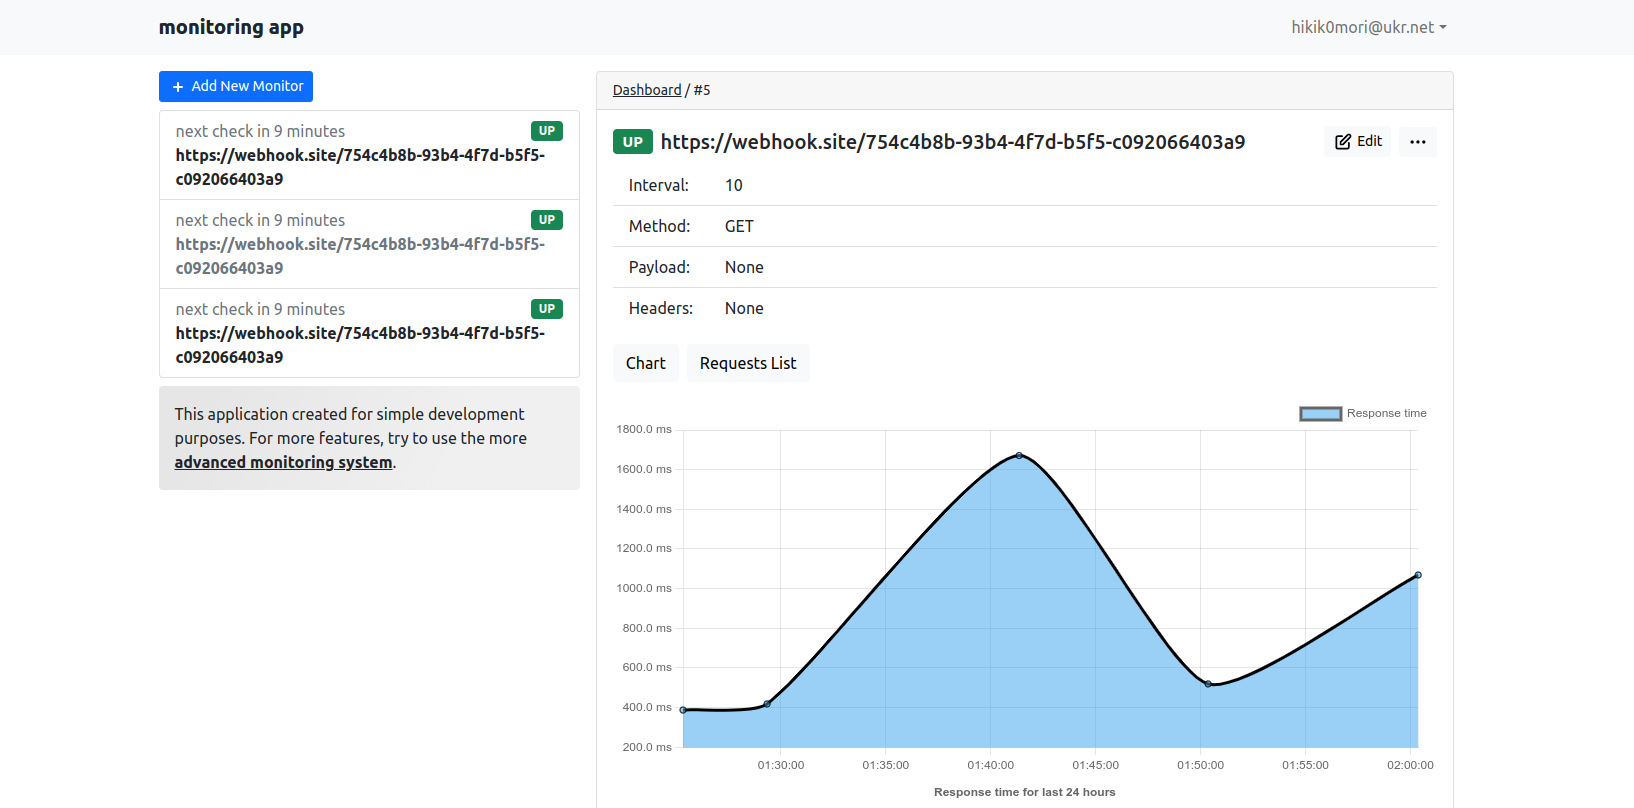 monitoring app
hikik0mori@ukr.net
+ Add New Monitor
next check in 9 minutes UP
https://webhook.site/754c4b8b-93b4-4f7d-b5f5-
c092066403a9
next check in 9 minutes UP
https://webhook.site/754c4b8b-93b4-4f7d-b5f5-
c092066403a9
next check in 9 minutes UP
https://webhook.site/754c4b8b-93b4-4f7d-b5f5-
c092066403a9
This application created for simple development
purposes. For more features, try to use the more
advanced monitoring system.
Dashboard / #5
UP https://webhook.site/754c4b8b-93b4-4f7d-b5f5-c092066403a9 Edit ...
Interval: 10
Method: GET
Payload: None
Headers: None
Chart Requests List
Response time
1800.0 ms
1600.0 ms
1400.0 ms
1200.0 ms
1000.0 ms
800.0 ms
600.0 ms
400.0 ms
200.0 ms
01:30:00 01:35:00 01:40:00 01:45:00 01:50:00 01:55:00 02:00:00
Response time for last 24 hours